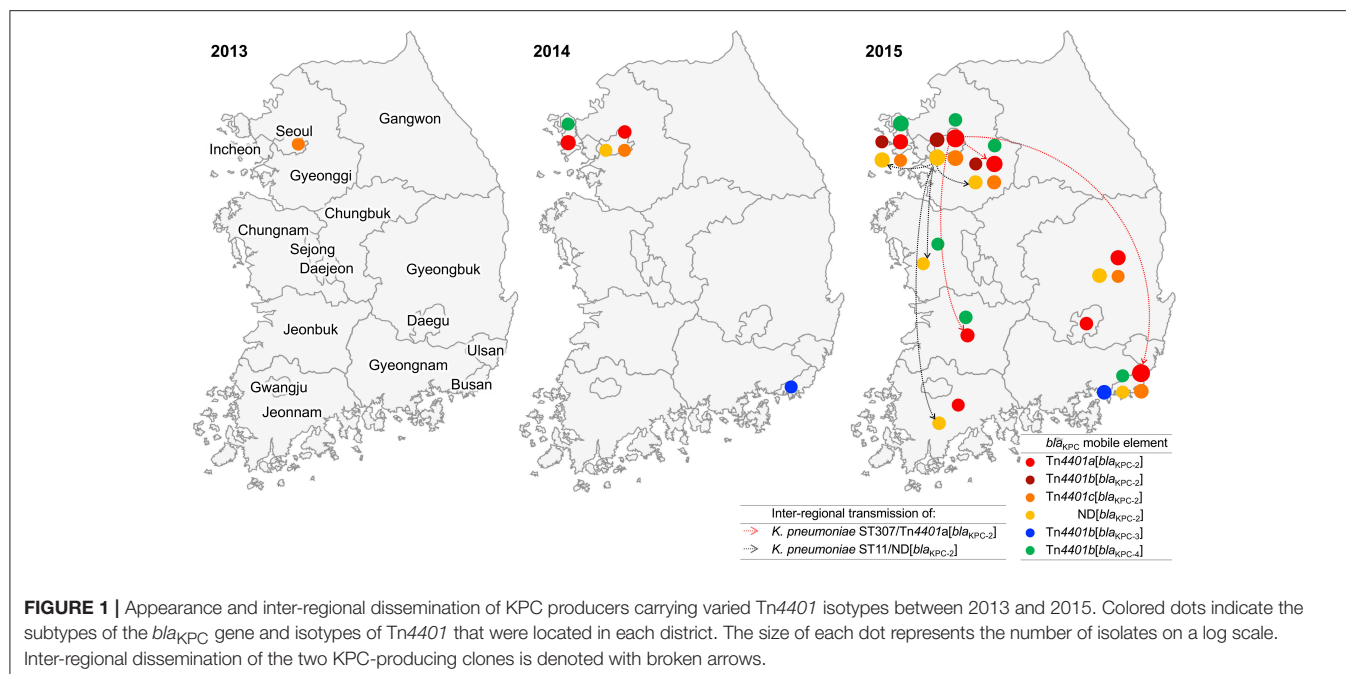 2013
2014
2015
Gangwon
Seoul
Incheon
Gyeonggi
Chungbuk
Chungnam
Sejong
Daejeon
Gyeongbuk
Daegu
Jeonbuk
Ulsan
Gyeongnam
Busan
Gwangju
Jeonnam
Inter-regional transmission of:
K. pneumoniae ST307/Tn4401a[blaKPC-2]
K. pneumoniae ST11/ND[blaKPC-2]
blaKPC mobile element
Tn4401a[blaKPC-2]
Tn4401b[blaKPC-2]
Tn4401c[blaKPC-2]
ND[blaKPC-2]
Tn4401b[blaKPC-3]
Tn4401b[blaKPC-4]
FIGURE 1 | Appearance and inter-regional dissemination of KPC producers carrying varied Tn4401 isotypes between 2013 and 2015. Colored dots indicate the
subtypes of the blaKPC gene and isotypes of Tn4401 that were located in each district. The size of each dot represents the number of isolates on a log scale.
Inter-regional dissemination of the two KPC-producing clones is denoted with broken arrows.